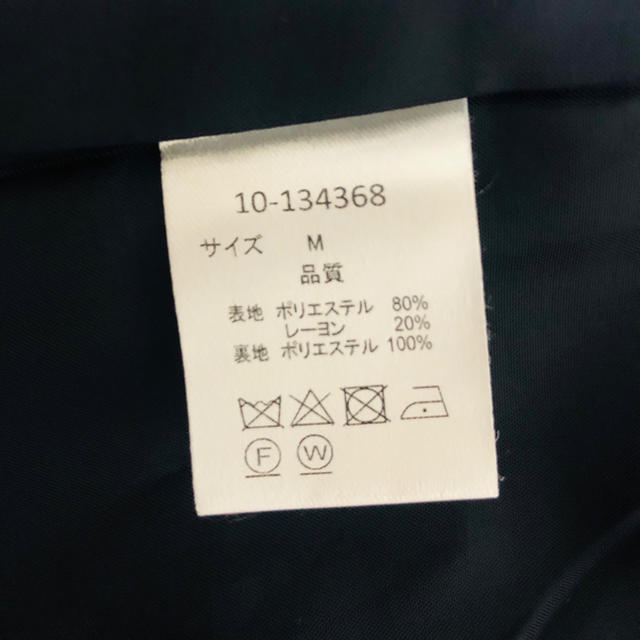 10-134368
サイズ M
品質
表地 ポリエステル 80%
レーヨン 20%
裏地 ポリエステル 100%
F W